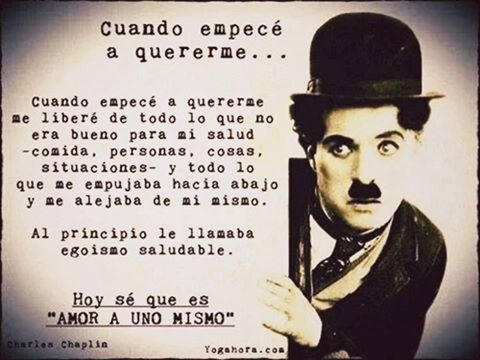 Cuando empecé
a quererme...
Cuando empecé a quererme
me liberé de todo lo que no
era bueno para mi salud
-comida, personas, cosas,
situaciones- y todo lo
que me empujaba hacia abajo
y me alejaba de mi mismo.
Al principio le llamaba
egoismo saludable.
Hoy sé que es
"AMOR A UNO MISMO"
Charles Chaplin
Yogahora.com